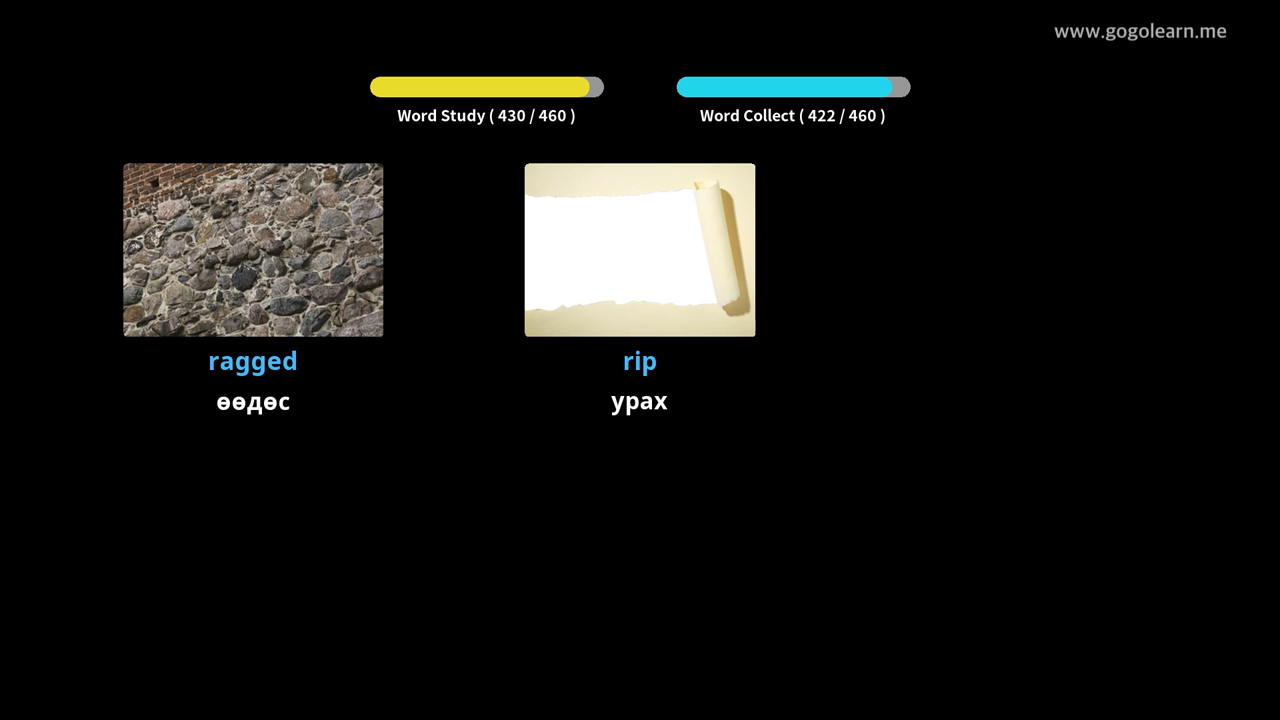 www.gogolearn.me
Word Study ( 430 / 460 )
Word Collect ( 422 / 460 )
ragged
rip
өөдөс
урах